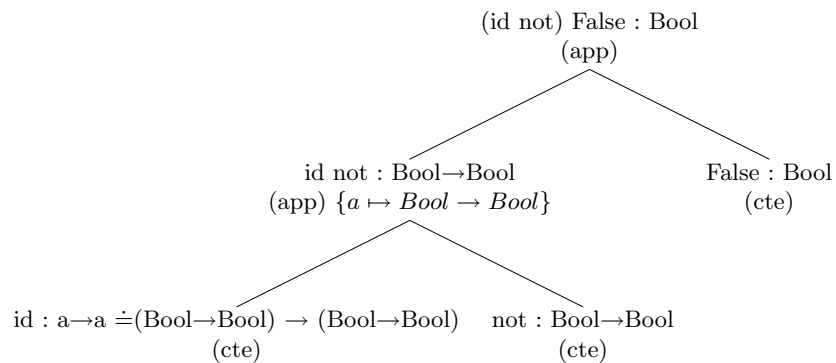 (id not) False : Bool
(app)
id not : Bool→Bool
(app) {a ↦ Bool → Bool}
False : Bool
(cte)
id : a→a ≐(Bool→Bool) → (Bool→Bool)
(cte)
not : Bool→Bool
(cte)